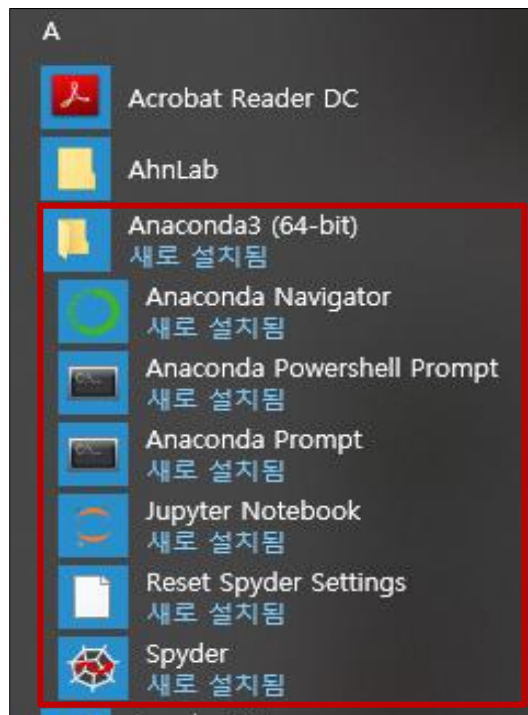 A
Acrobat Reader DC
AhnLab
Anaconda3 (64-bit)
새로 설치됨
Anaconda Navigator
새로 설치됨
Anaconda Powershell Prompt
새로 설치됨
Anaconda Prompt
새로 설치됨
Jupyter Notebook
새로 설치됨
Reset Spyder Settings
새로 설치됨
Spyder
새로 설치됨